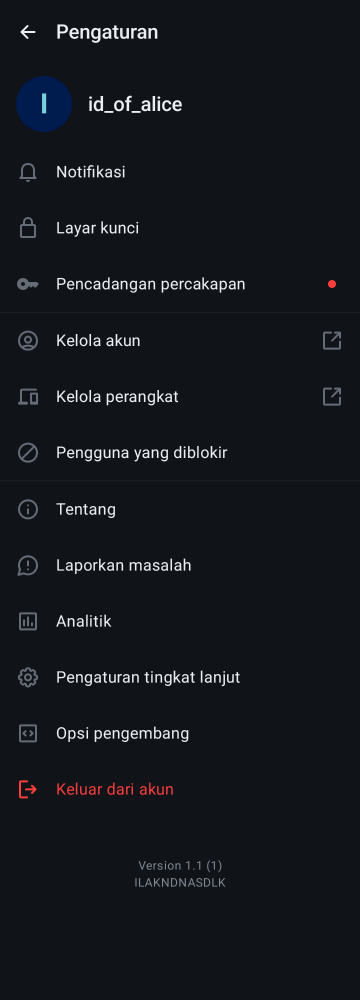 Pengaturan
I
id_of_alice
Notifikasi
Layar kunci
Pencadangan percakapan
Kelola akun
Kelola perangkat
Pengguna yang diblokir
Tentang
Laporkan masalah
Analitik
Pengaturan tingkat lanjut
Opsi pengembang
Keluar dari akun
Version 1.1 (1)
ILAKNDNASDLK